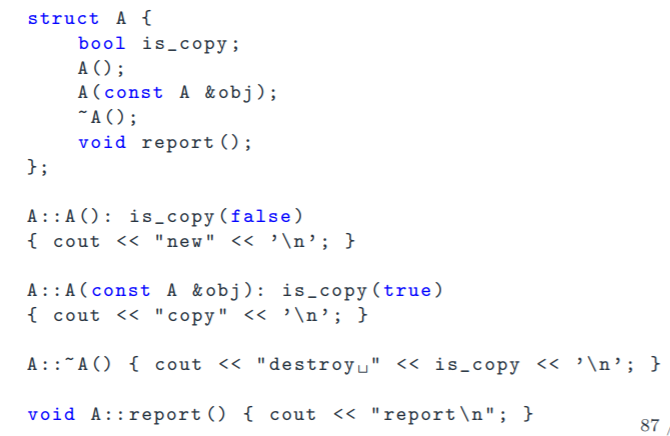 struct A {
bool is_copy;
A();
A(const A &obj);
~A();
void report();
};
A::A(): is_copy(false)
{ cout << "new" << '\n'; }
A::A(const A &obj): is_copy(true)
{ cout << "copy" << '\n'; }
A::~A() { cout << "destroy␣" << is_copy << '\n'; }
void A::report() { cout << "report\n"; }
87 /